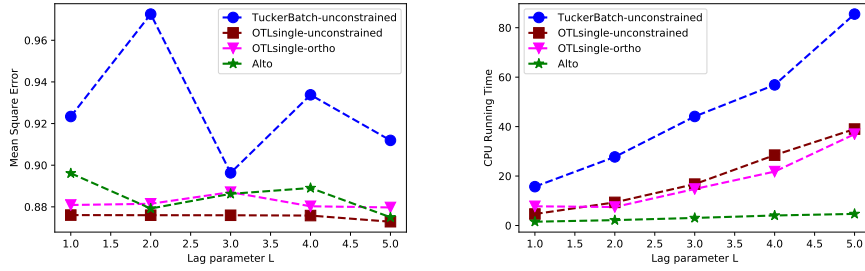 TuckerBatch-unconstrained
OTLsingle-unconstrained
OTLsingle-ortho
Alto
0.96
0.94
0.92
0.90
0.88
Mean Square Error
1.0
1.5
2.0
2.5
3.0
3.5
4.0
4.5
5.0
Lag parameter L
TuckerBatch-unconstrained
OTLsingle-unconstrained
OTLsingle-ortho
Alto
80
60
40
20
0
CPU Running Time
1.0
1.5
2.0
2.5
3.0
3.5
4.0
4.5
5.0
Lag parameter L